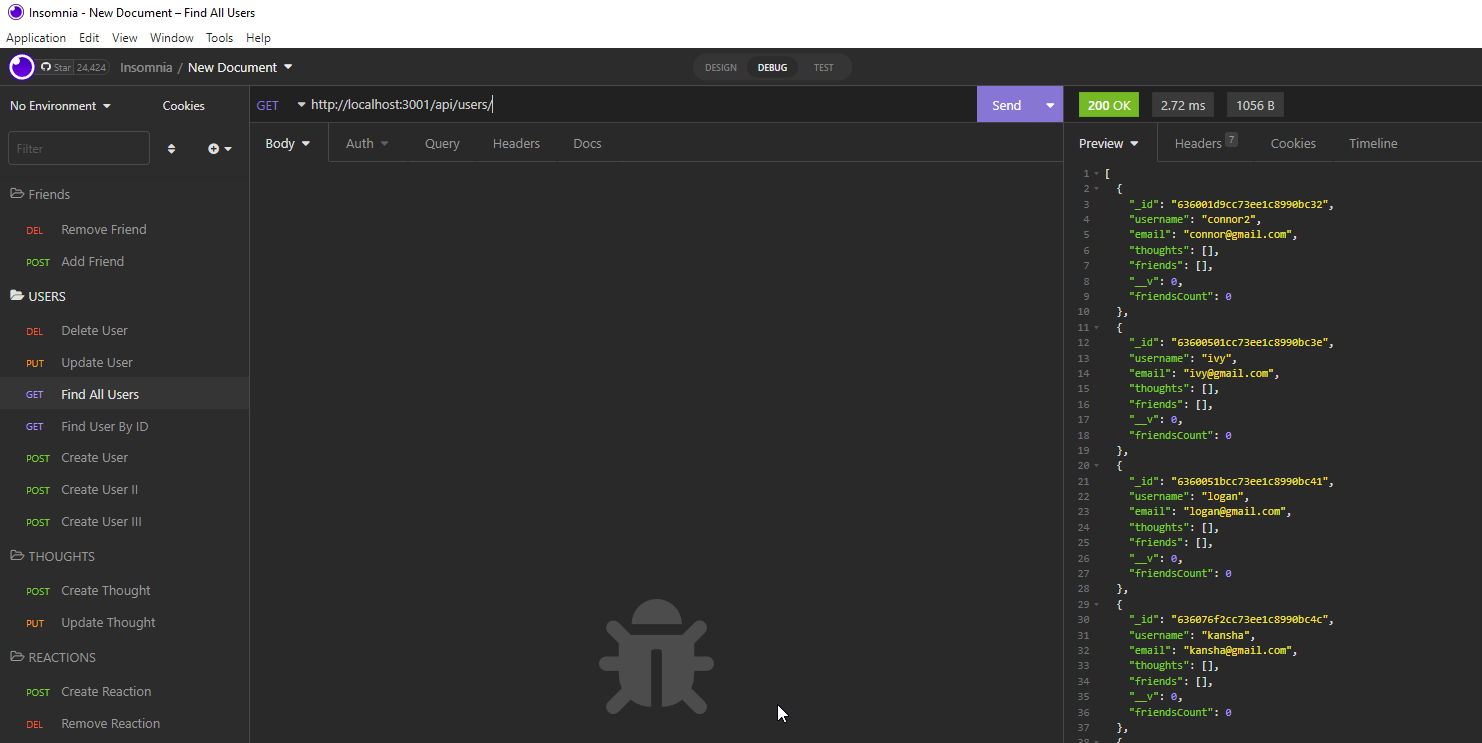 Insomnia - New Document – Find All Users
Application Edit View Window Tools Help
Star 24,424 Insomnia / New Document DESIGN DEBUG TEST
No Environment Cookies
GET http://localhost:3001/api/users/ Send
200 OK 2.72 ms 1056 B
Filter
Body Auth Query Headers Docs
Preview Headers 7 Cookies Timeline
Friends
DEL Remove Friend
POST Add Friend
USERS
DEL Delete User
PUT Update User
GET Find All Users
GET Find User By ID
POST Create User
POST Create User II
POST Create User III
THOUGHTS
POST Create Thought
PUT Update Thought
REACTIONS
POST Create Reaction
DEL Remove Reaction
1 [
2 {
3 "_id": "636001d9cc73ee1c8990bc32",
4 "username": "connor2",
5 "email": "connor@gmail.com",
6 "thoughts": [],
7 "friends": [],
8 "__v": 0,
9 "friendsCount": 0
10 },
11 {
12 "_id": "63600501cc73ee1c8990bc3e",
13 "username": "ivy",
14 "email": "ivy@gmail.com",
15 "thoughts": [],
16 "friends": [],
17 "__v": 0,
18 "friendsCount": 0
19 },
20 {
21 "_id": "6360051bcc73ee1c8990bc41",
22 "username": "logan",
23 "email": "logan@gmail.com",
24 "thoughts": [],
25 "friends": [],
26 "__v": 0,
27 "friendsCount": 0
28 },
29 {
30 "_id": "636076f2cc73ee1c8990bc4c",
31 "username": "kansha",
32 "email": "kansha@gmail.com",
33 "thoughts": [],
34 "friends": [],
35 "__v": 0,
36 "friendsCount": 0
37 },
38 {